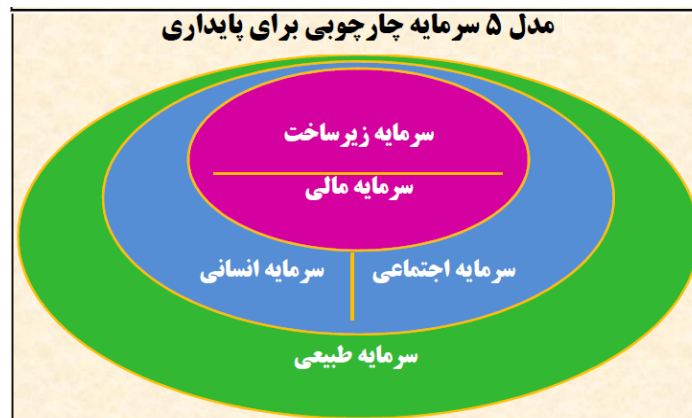 مدل ۵ سرمایه چارچوبی برای پایداری
سرمایه زیرساخت
سرمایه مالی
سرمایه اجتماعی
سرمایه انسانی
سرمایه طبیعی